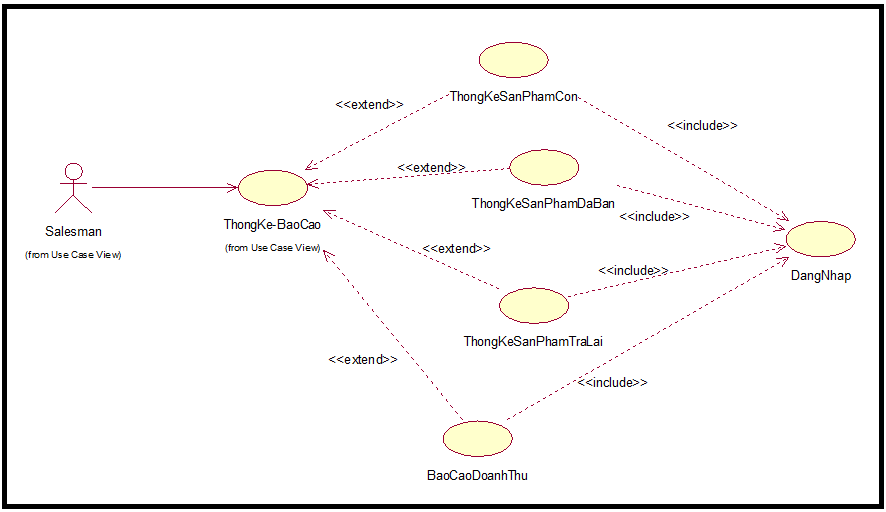 ThongKeSanPhamCon
<<extend>>
<<include>>
<<extend>>
ThongKeSanPhamDaBan
<<include>>
Salesman
(from Use Case View)
ThongKe-BaoCao
(from Use Case View)
<<extend>>
<<include>>
DangNhap
ThongKeSanPhamTraLai
<<extend>>
<<include>>
BaoCaoDoanhThu